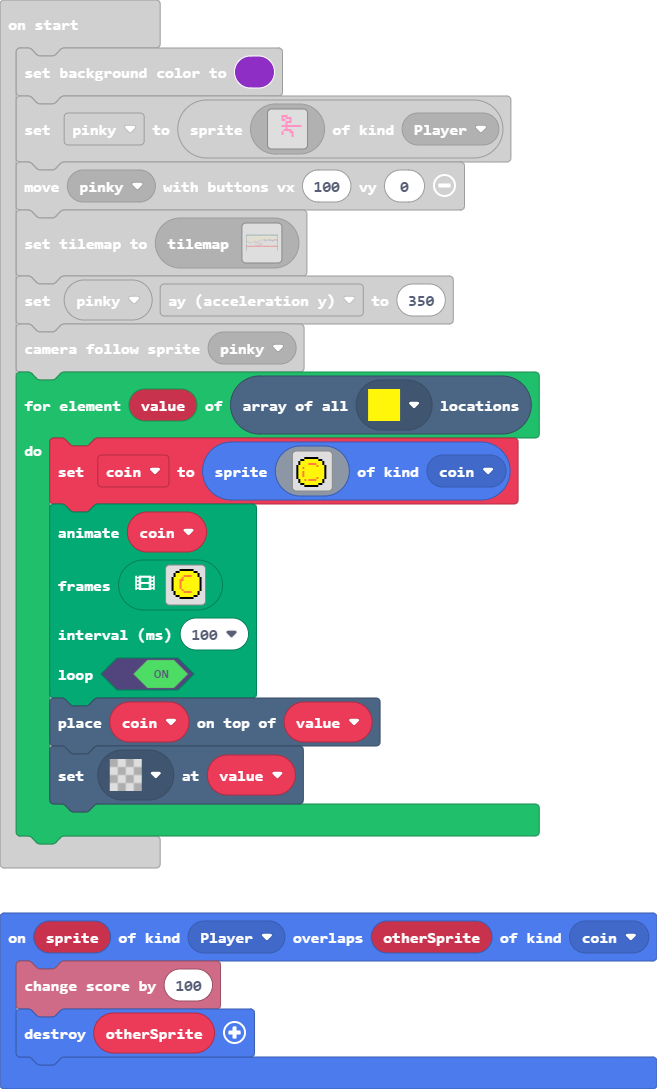 on start
set background color to
set pinky to sprite of kind Player
move pinky with buttons vx 100 vy 0
set tilemap to tilemap
set pinky ay (acceleration y) to 350
camera follow sprite pinky
for element value of array of all locations
do
set coin to sprite of kind coin
animate coin
frames
interval (ms) 100
loop ON
place coin on top of value
set at value
on sprite of kind Player overlaps otherSprite of kind coin
change score by 100
destroy otherSprite